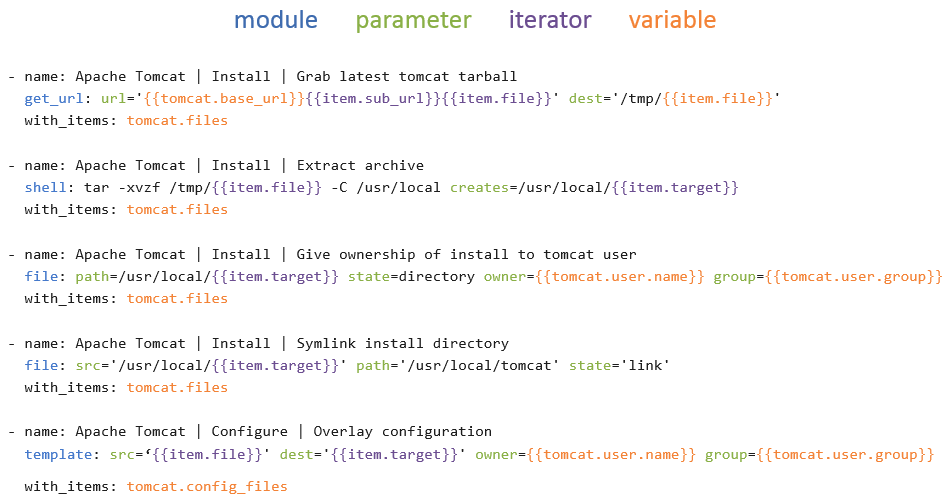 module parameter iterator variable
- name: Apache Tomcat | Install | Grab latest tomcat tarball
get_url: url='{{tomcat.base_url}}{{item.sub_url}}{{item.file}}' dest='/tmp/{{item.file}}'
with_items: tomcat.files
- name: Apache Tomcat | Install | Extract archive
shell: tar -xvzf /tmp/{{item.file}} -C /usr/local creates=/usr/local/{{item.target}}
with_items: tomcat.files
- name: Apache Tomcat | Install | Give ownership of install to tomcat user
file: path=/usr/local/{{item.target}} state=directory owner={{tomcat.user.name}} group={{tomcat.user.group}}
with_items: tomcat.files
- name: Apache Tomcat | Install | Symlink install directory
file: src='/usr/local/{{item.target}}' path='/usr/local/tomcat' state='link'
with_items: tomcat.files
- name: Apache Tomcat | Configure | Overlay configuration
template: src=‘{{item.file}}' dest='{{item.target}}' owner={{tomcat.user.name}} group={{tomcat.user.group}}
with_items: tomcat.config_files